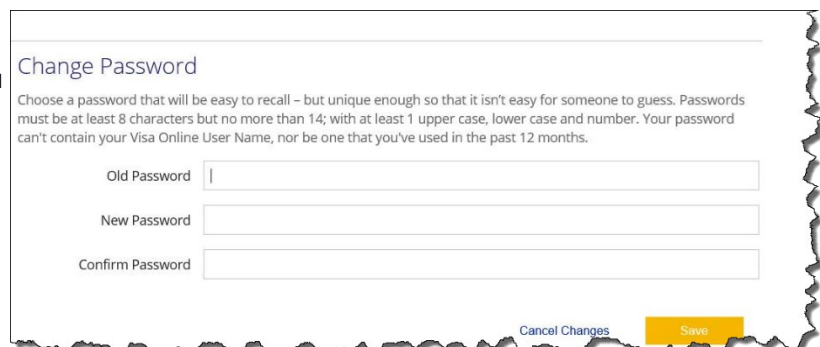 Change Password
Choose a password that will be easy to recall – but unique enough so that it isn't easy for someone to guess. Passwords
must be at least 8 characters but no more than 14; with at least 1 upper case, lower case and number. Your password
can't contain your Visa Online User Name, nor be one that you've used in the past 12 months.
Old Password
New Password
Confirm Password
Cancel Changes Save